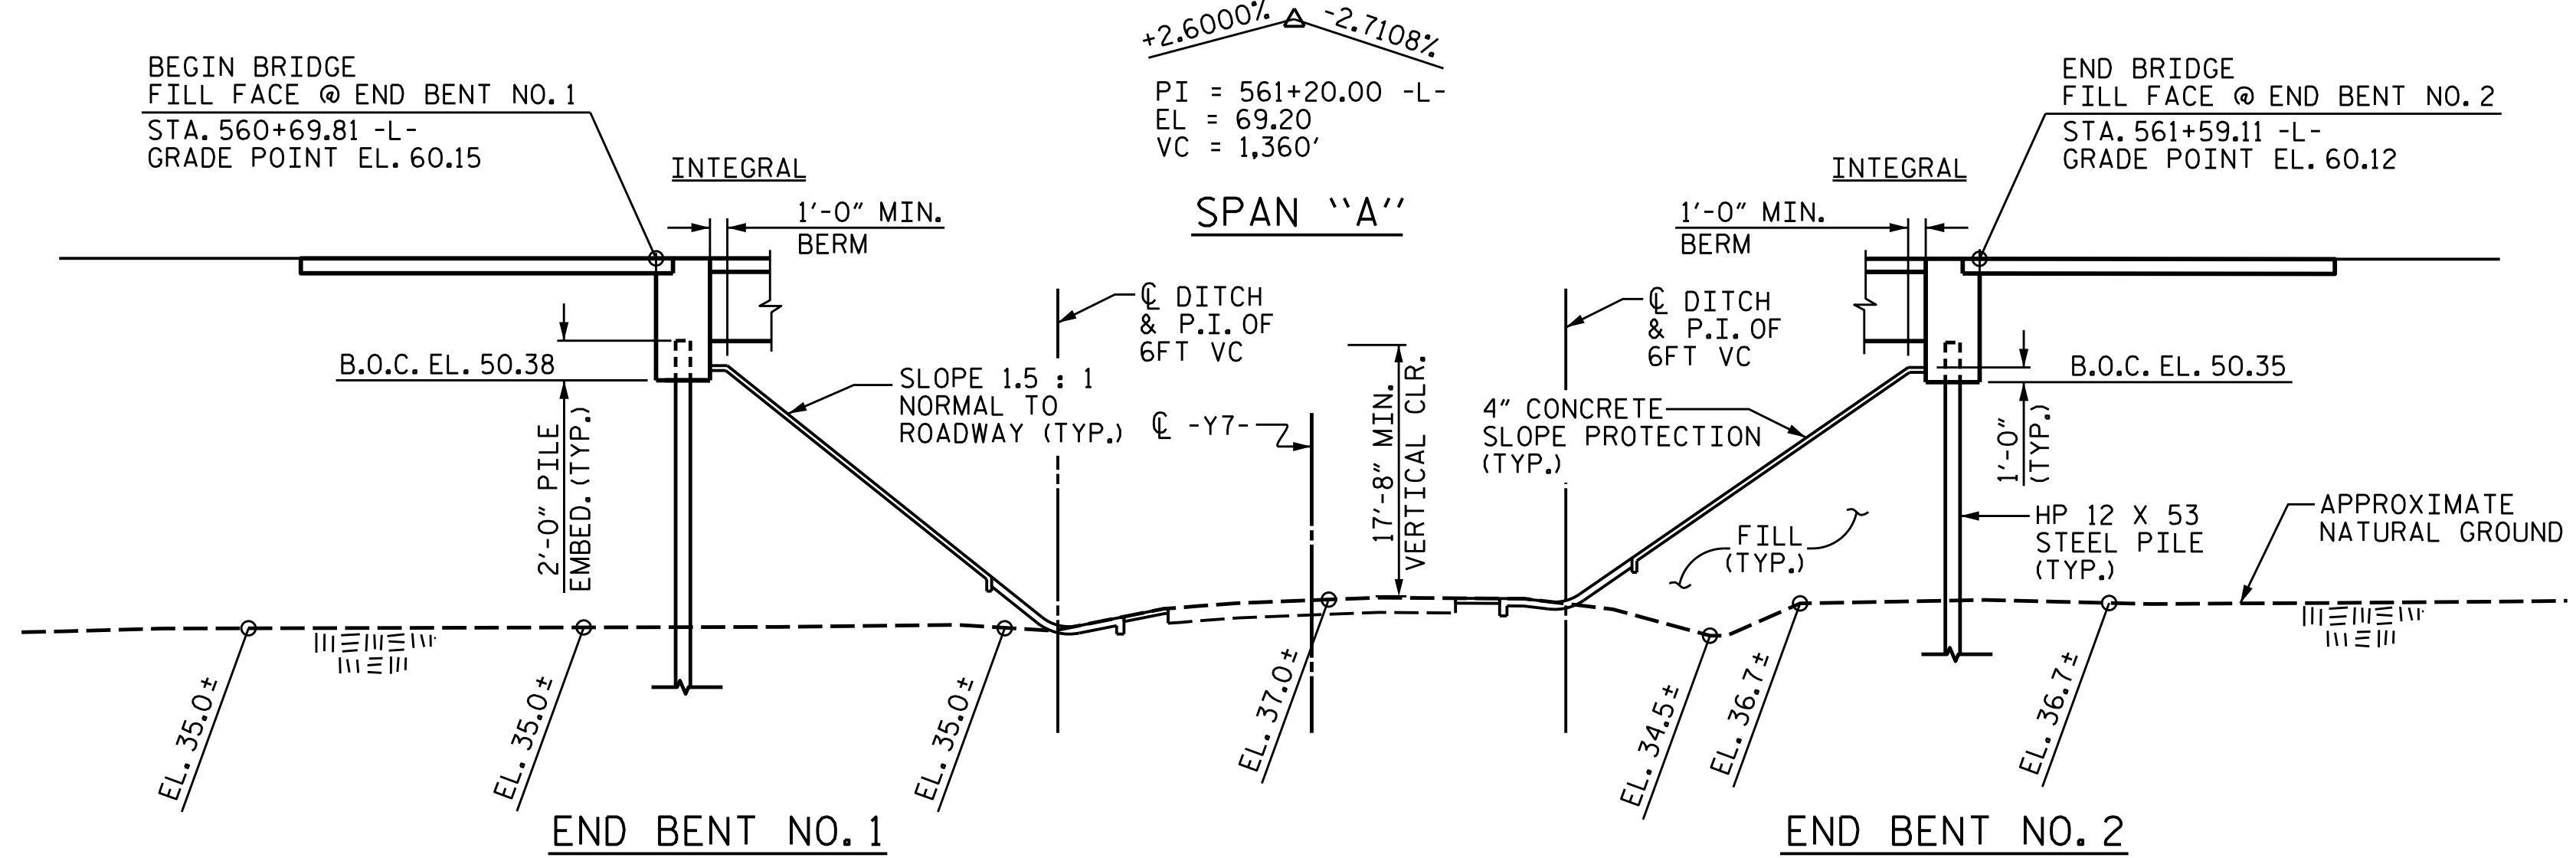 +2.6000% -2.7108%
PI = 561+20.00 -L-
EL = 69.20
VC = 1,360'
BEGIN BRIDGE
FILL FACE @ END BENT NO. 1
STA. 560+69.81 -L-
GRADE POINT EL. 60.15
END BRIDGE
FILL FACE @ END BENT NO. 2
STA. 561+59.11 -L-
GRADE POINT EL. 60.12
INTEGRAL
1'-0" MIN.
BERM
SPAN "A"
INTEGRAL
1'-0" MIN.
BERM
℄ DITCH
& P.I. OF
6FT VC
℄ DITCH
& P.I. OF
6FT VC
B.O.C. EL. 50.38
2'-0" PILE
EMBED. (TYP.)
SLOPE 1.5 : 1
NORMAL TO
ROADWAY (TYP.)
℄ -Y7-
17'-8" MIN.
VERTICAL CLR.
4" CONCRETE
SLOPE PROTECTION
(TYP.)
B.O.C. EL. 50.35
1'-0"
(TYP.)
FILL
(TYP.)
HP 12 X 53
STEEL PILE
(TYP.)
APPROXIMATE
NATURAL GROUND
EL. 35.0±
EL. 35.0±
EL. 35.0±
EL. 37.0±
EL. 34.5±
EL. 36.7±
EL. 36.7±
END BENT NO. 1
END BENT NO. 2